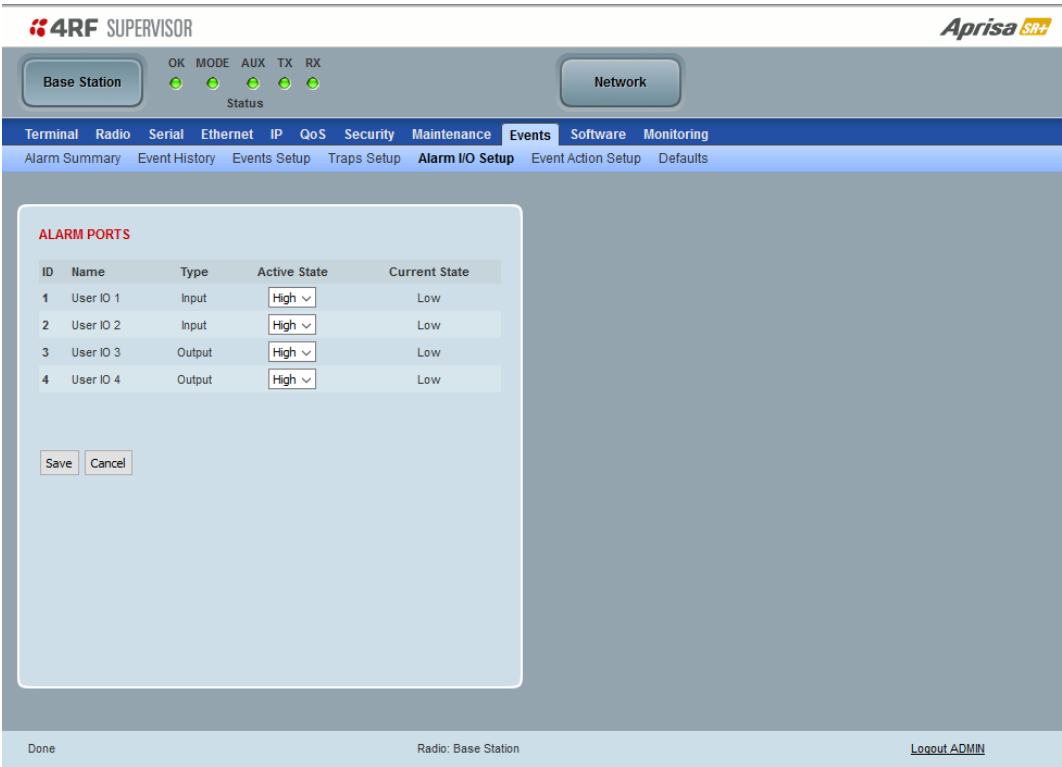 4RF SUPERVISOR
Aprisa SR+
OK MODE AUX TX RX
Base Station
Status
Network
Terminal Radio Serial Ethernet IP QoS Security Maintenance Events Software Monitoring
Alarm Summary Event History Events Setup Traps Setup Alarm I/O Setup Event Action Setup Defaults
ALARM PORTS
ID Name Type Active State Current State
1 User IO 1 Input High Low
2 User IO 2 Input High Low
3 User IO 3 Output High Low
4 User IO 4 Output High Low
Save Cancel
Done Radio: Base Station Logout ADMIN